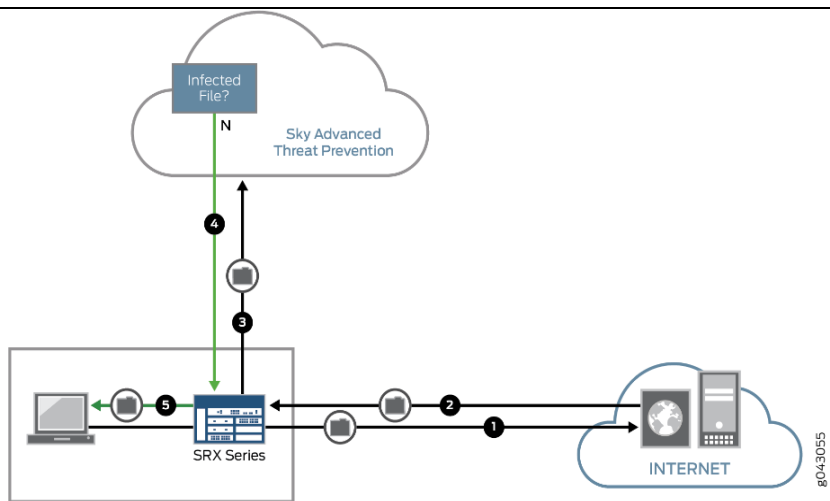 Infected
File?
N
Sky Advanced
Threat Prevention
4
3
5
2
1
SRX Series
INTERNET
g043055